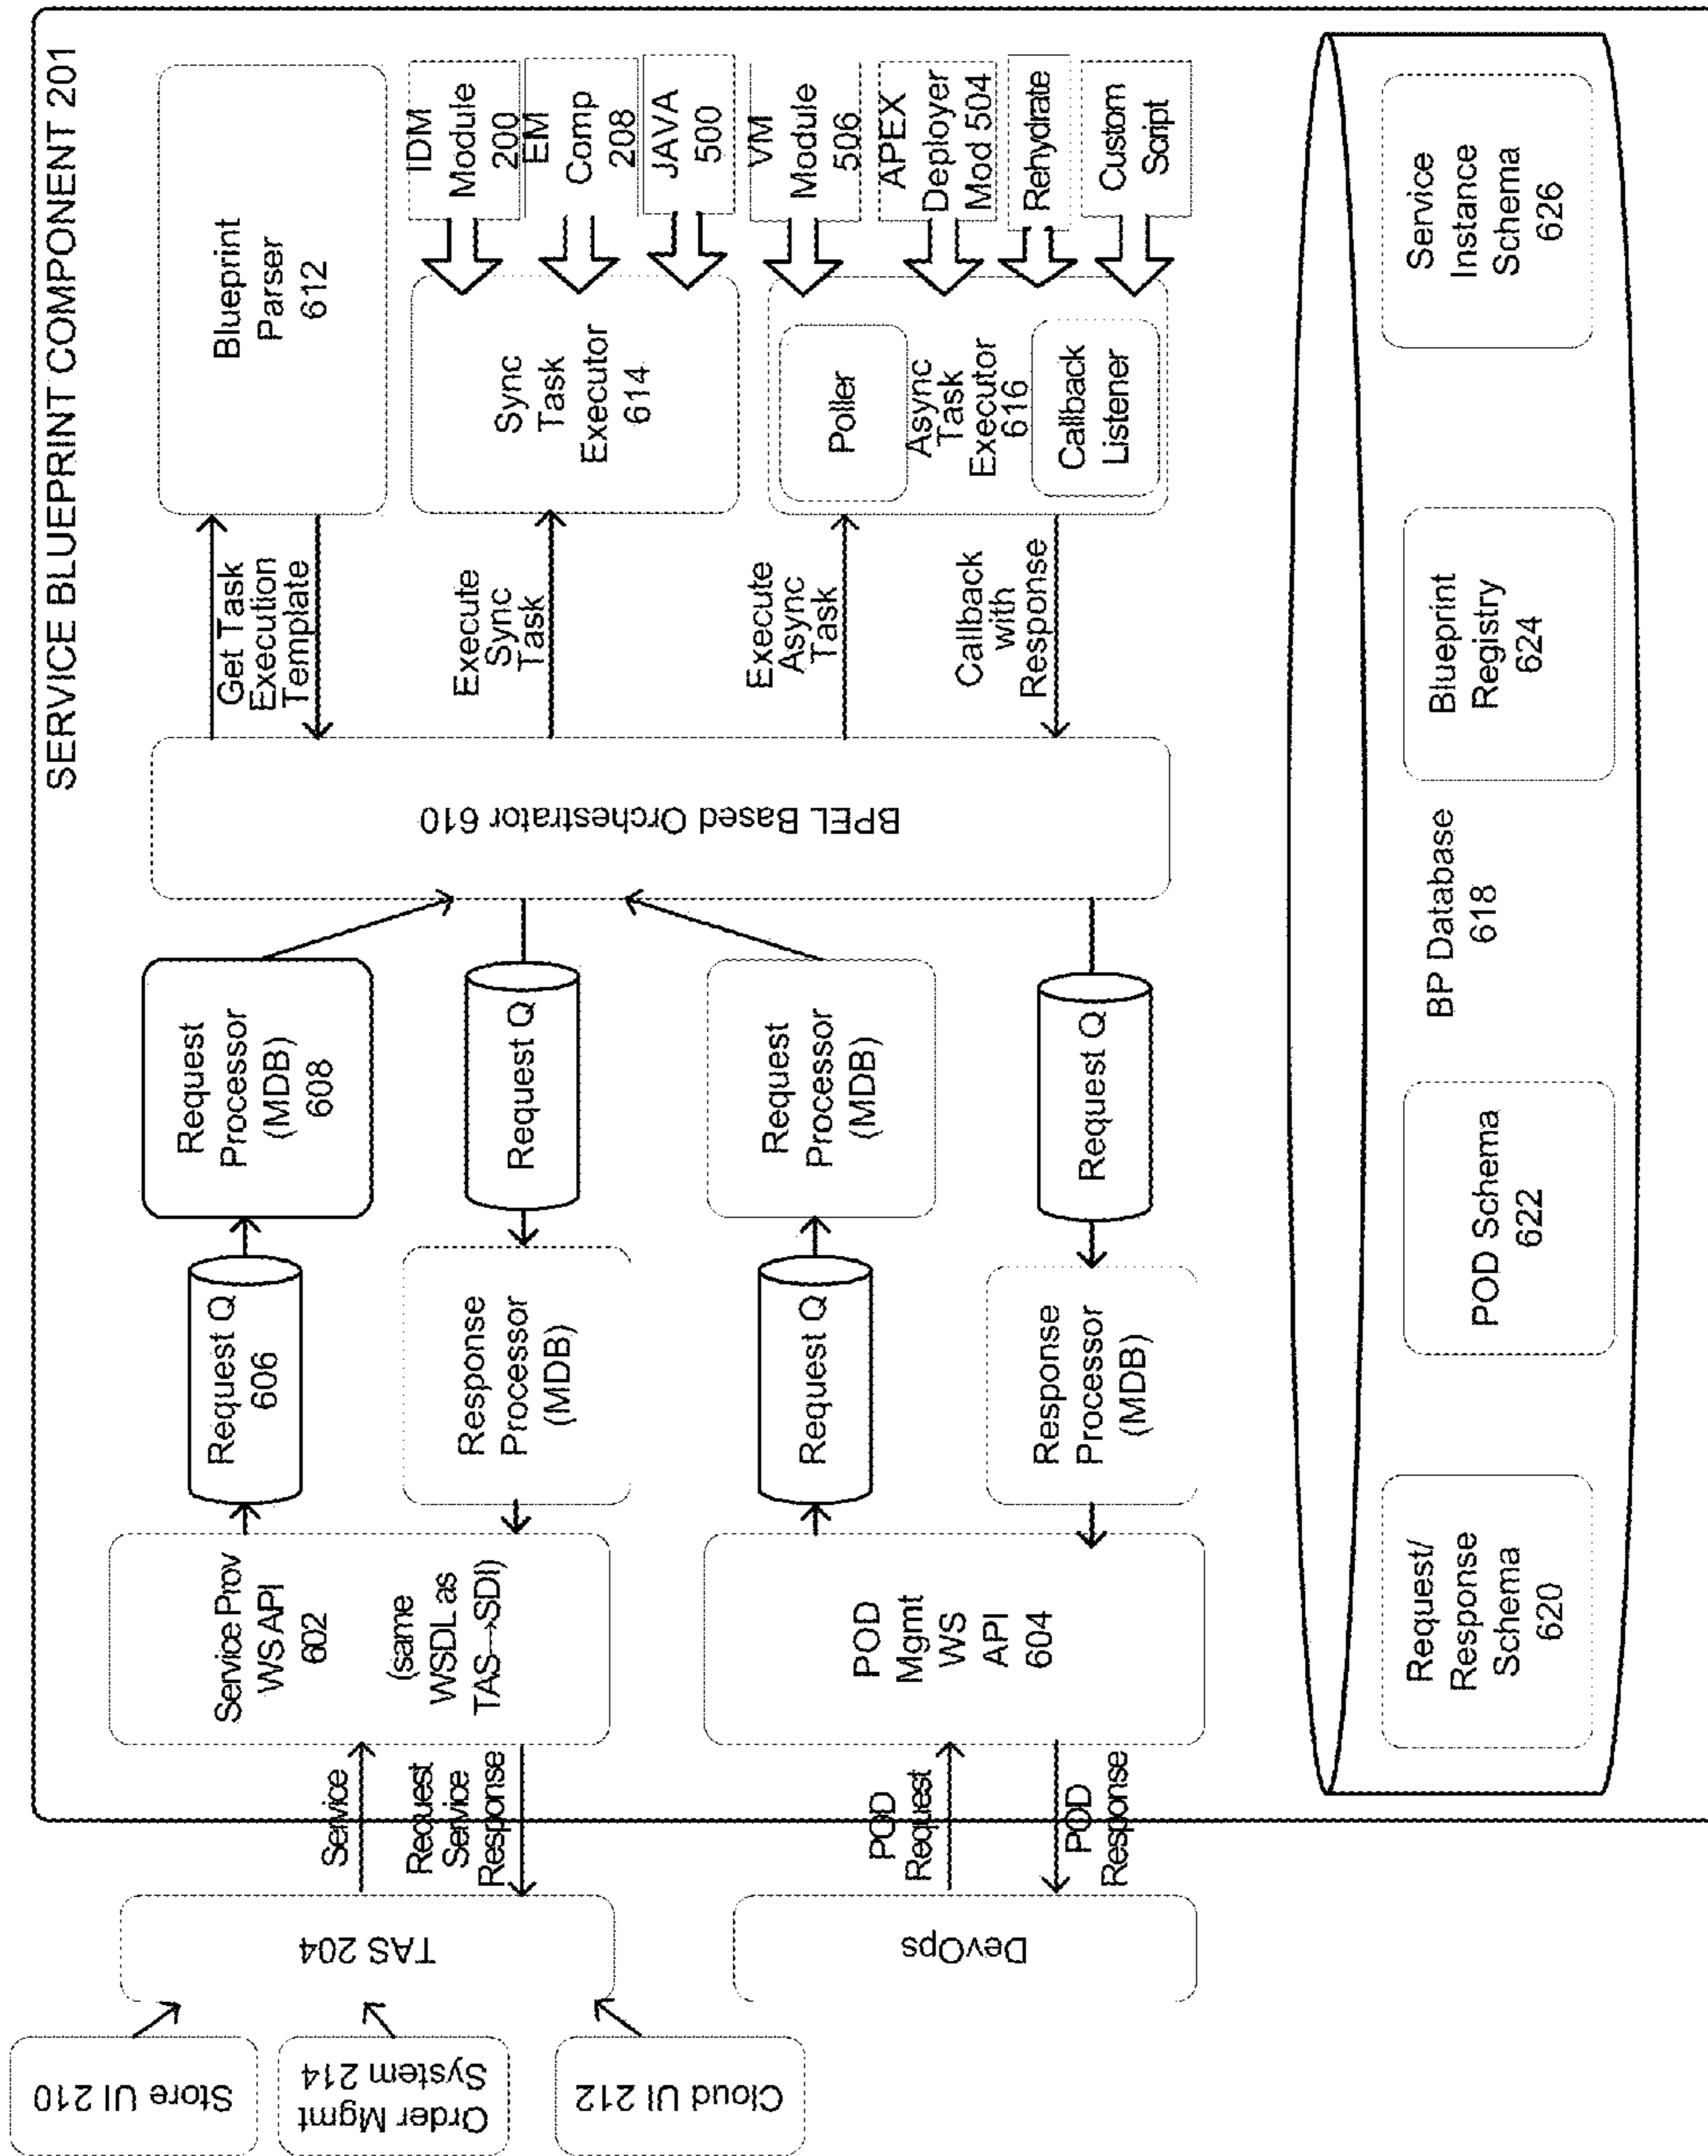 SERVICE BLUEPRINT COMPONENT 201
Store UI 210
Order Mgmt
System 214
Cloud UI 212
TAS 204
DevOps
Service
Request
Service
Response
POD
Request
POD
Response
Service Prov
WS API
602
(same
WSDL as
TAS→SDI)
POD
Mgmt
WS
API
604
Request Q
606
Response
Processor
(MDB)
Request Q
Response
Processor
(MDB)
Request
Processor
(MDB)
608
Request Q
Request
Processor
(MDB)
Request Q
BPEL Based Orchestrator 610
Get Task
Execution
Template
Execute
Sync
Task
Execute
Async
Task
Callback
with
Response
Blueprint
Parser
612
Sync
Task
Executor
614
Poller
Async
Task
Executor
616
Callback
Listener
IDM
Module
200
EM
Comp
208
JAVA
500
VM
Module
506
APEX
Deployer
Mod 504
Rehydrate
Custom
Script
Request/
Response
Schema
620
POD Schema
622
BP Database
618
Blueprint
Registry
624
Service
Instance
Schema
626